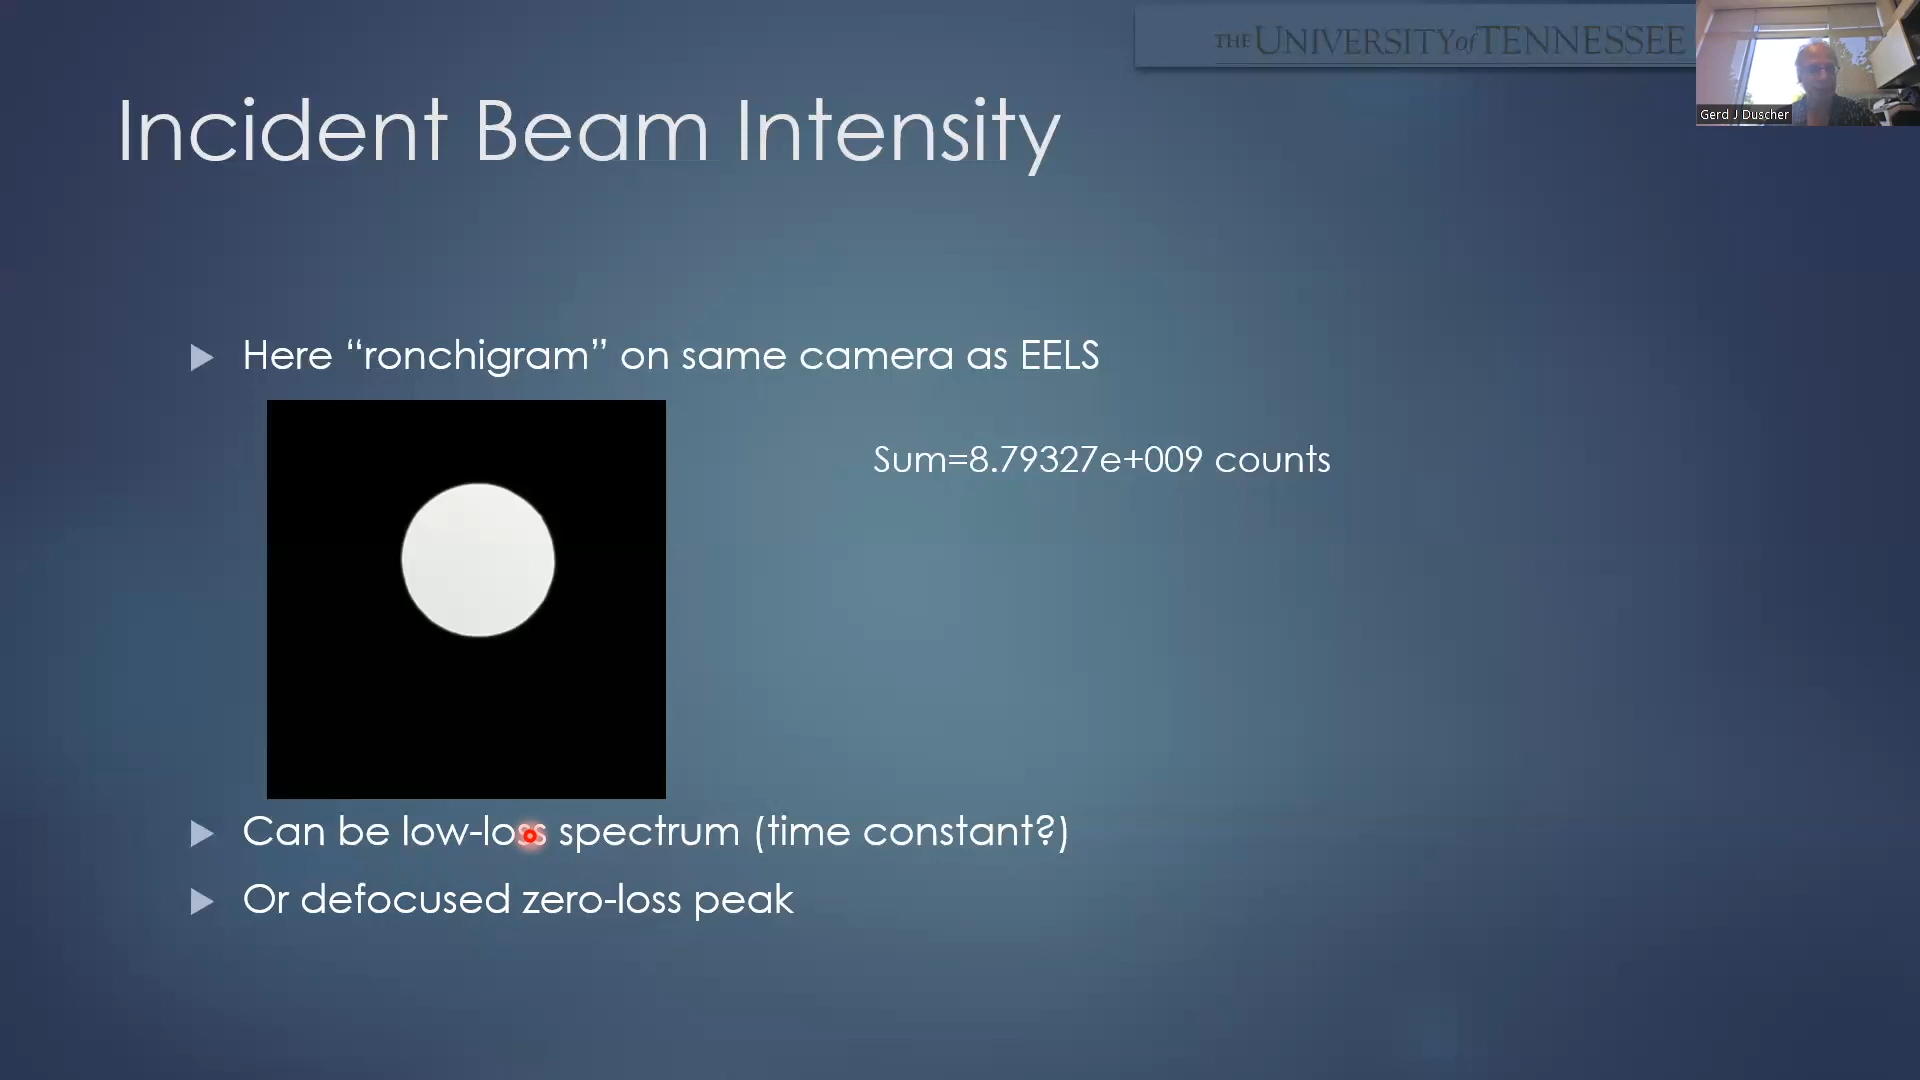 THE UNIVERSITY of TENNESSEE
Gerd J Duscher
Incident Beam Intensity
Here “ronchigram” on same camera as EELS
Sum=8.79327e+009 counts
Can be low-loss spectrum (time constant?)
Or defocused zero-loss peak